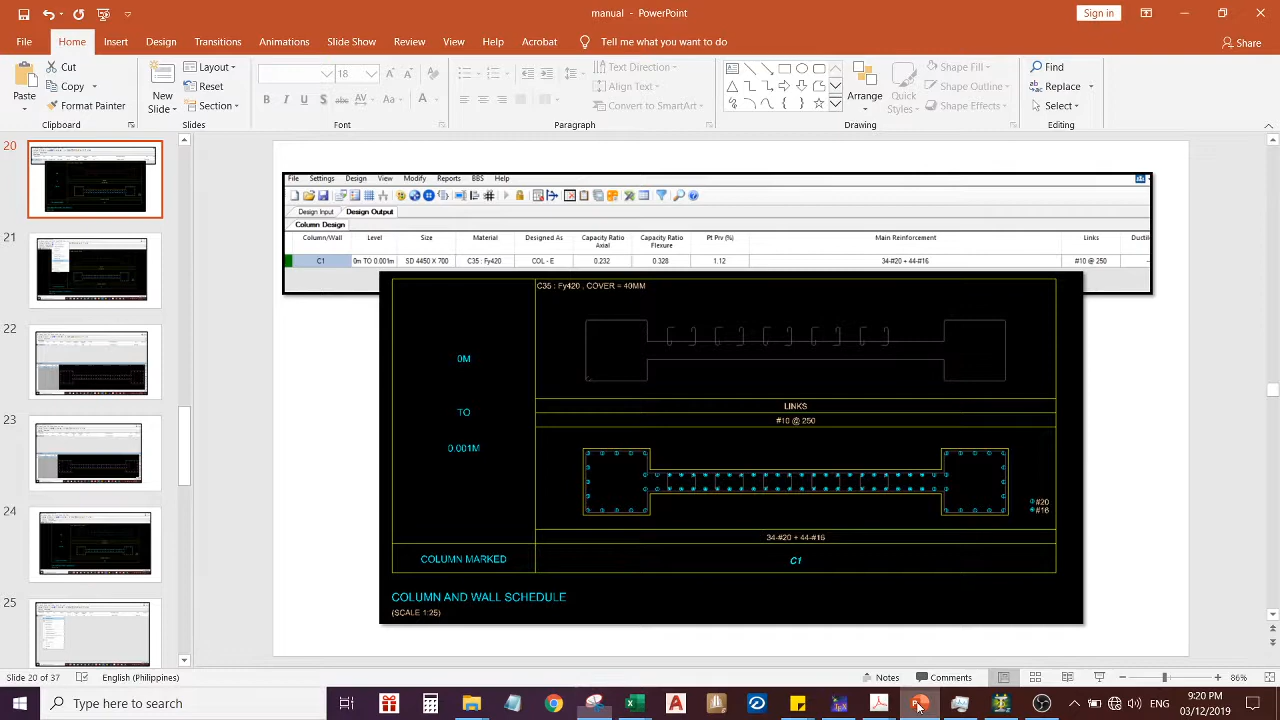 manual - PowerPoint
Sign in
File Home Insert Design Transitions Animations Slide Show Review View Help Acrobat Tell me what you want to do Share
Paste Cut Copy Format Painter Clipboard
New Slide Layout Reset Section Slides
18
B I U S abc AV Aa A Font
Text Direction Align Text Convert to SmartArt Paragraph
Arrange Quick Styles Shape Fill Shape Outline Shape Effects Drawing
Find Replace Select Editing
20
21
22
23
24
25
File Settings Design View Modify Reports BBS Help
Design Input Design Output
Column Design
Column/Wall Level Size Material Designed As Capacity Ratio Axial Capacity Ratio Flexure Pt Prv (%) Main Reinforcement Links
C1 0m TO 0.001m SD 4450 X 700 C35 : Fy420 - E 0.232 0.328 1.12 34-#20 + 44-#16 #10 @ 250
C35 : Fy420 , COVER = 40MM
0M
TO
0.001M
LINKS
#10 @ 250
#20
#16
34-#20 + 44-#16
COLUMN MARKED C1
COLUMN AND WALL SCHEDULE
(SCALE 1:25)
Slide 20 of 37 English (Philippines) Notes Comments 86%
Type here to search
ENG
9:20 PM
03/12/2019